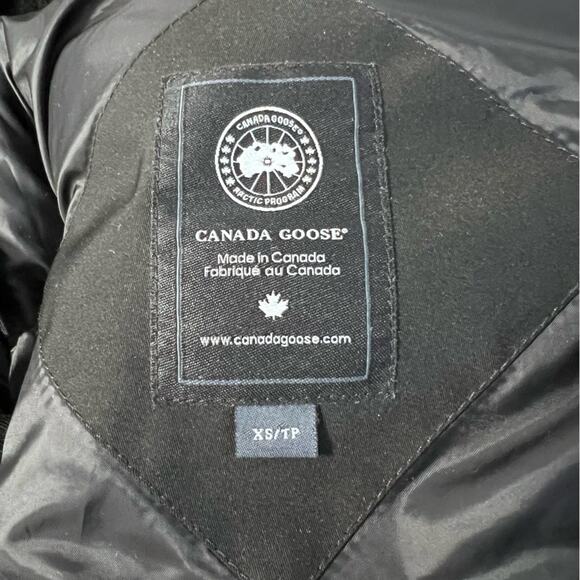 CANADA GOOSE®
ARCTIC PROGRAM
CANADA GOOSE®
Made in Canada
Fabriqué au Canada
www.canadagoose.com
XS/TP